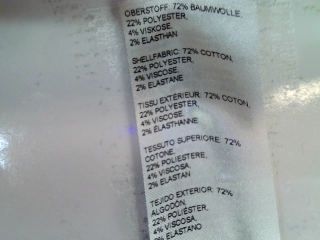 OBERSTOFF: 72% BAUMWOLLE,
22% POLYESTER,
4% VISKOSE,
2% ELASTHAN
SHELLFABRIC: 72% COTTON,
22% POLYESTER,
4% VISCOSE,
2% ELASTANE
TISSU EXTÉRIEUR: 72% COTON,
22% POLYESTER,
4% VISCOSE,
2% ELASTHANNE
TESSUTO SUPERIORE: 72%
COTONE,
22% POLIESTERE,
4% VISCOSA,
2% ELASTAN
TEJIDO EXTERIOR: 72%
ALGODÓN,
22% POLIÉSTER,
4% VISCOSA,
2% ELASTANO